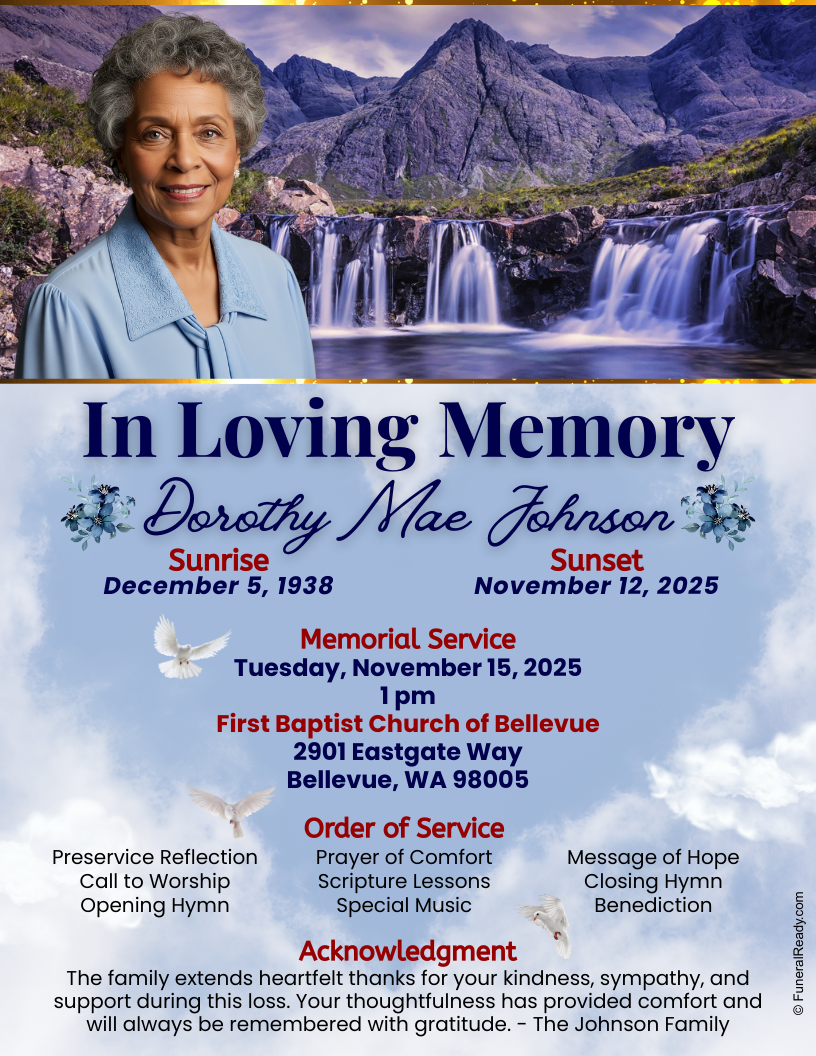 In Loving Memory
Dorothy Mae Johnson
Sunrise
December 5, 1938
Sunset
November 12, 2025
Memorial Service
Tuesday, November 15, 2025
1 pm
First Baptist Church of Bellevue
2901 Eastgate Way
Bellevue, WA 98005
Order of Service
Preservice Reflection
Call to Worship
Opening Hymn
Prayer of Comfort
Scripture Lessons
Special Music
Message of Hope
Closing Hymn
Benediction
Acknowledgment
The family extends heartfelt thanks for your kindness, sympathy, and
support during this loss. Your thoughtfulness has provided comfort and
will always be remembered with gratitude. - The Johnson Family
© FuneralReady.com